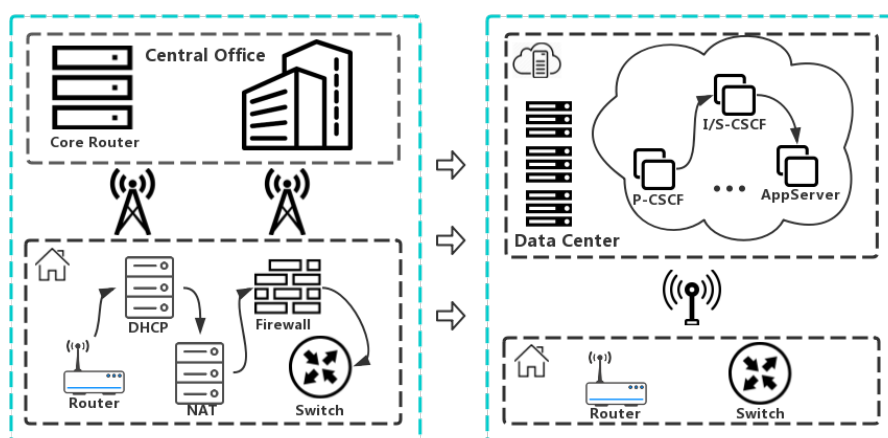 Central Office
Core Router
DHCP
Firewall
Router
NAT
Switch
I/S-CSCF
P-CSCF
AppServer
Data Center
Router
Switch